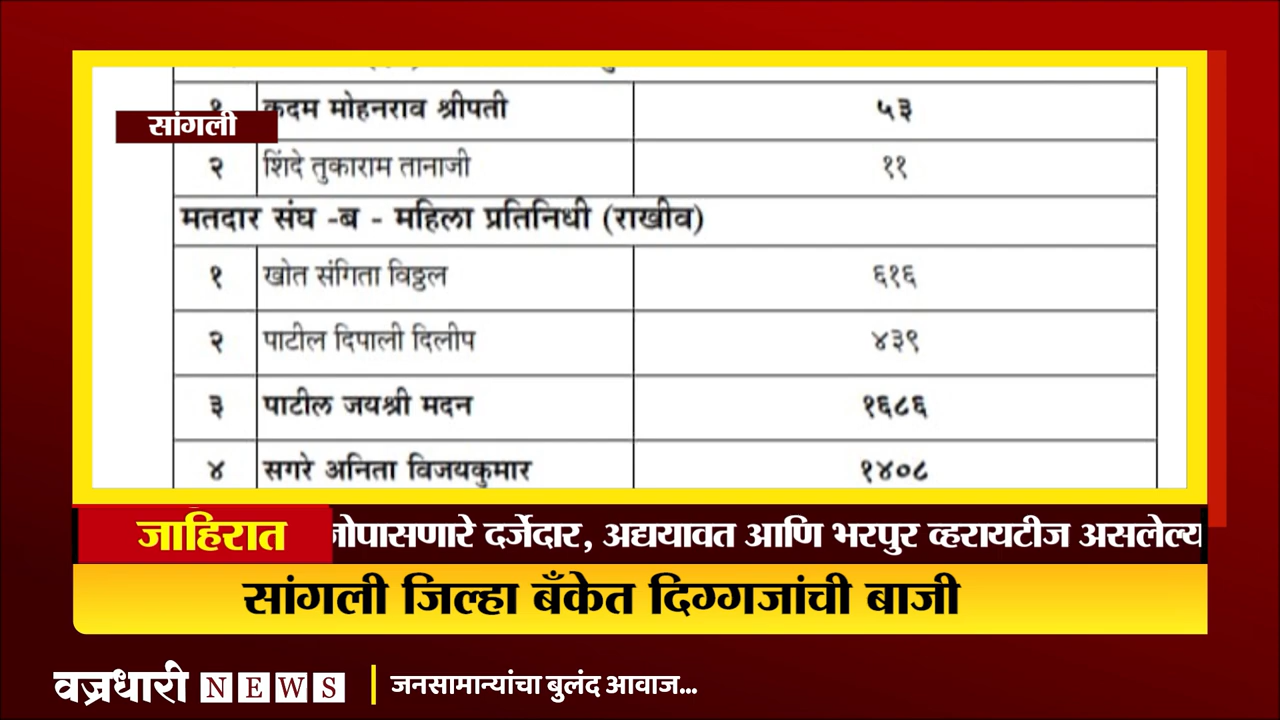 सांगली
कदम मोहनराव श्रीपती ५३
२ शिंदे तुकाराम तानाजी ११
मतदार संघ -ब - महिला प्रतिनिधी (राखीव)
१ खोत संगिता विठ्ठल ६१६
२ पाटील दिपाली दिलीप ४३९
३ पाटील जयश्री मदन १६८६
४ सगरे अनिता विजयकुमार १४०८
जाहिरात जोपासणारे दर्जेदार, अद्ययावत आणि भरपुर व्हरायटीज असलेल्य
सांगली जिल्हा बँकेत दिग्गजांची बाजी
वज्रधारी NEWS जनसामान्यांचा बुलंद आवाज...